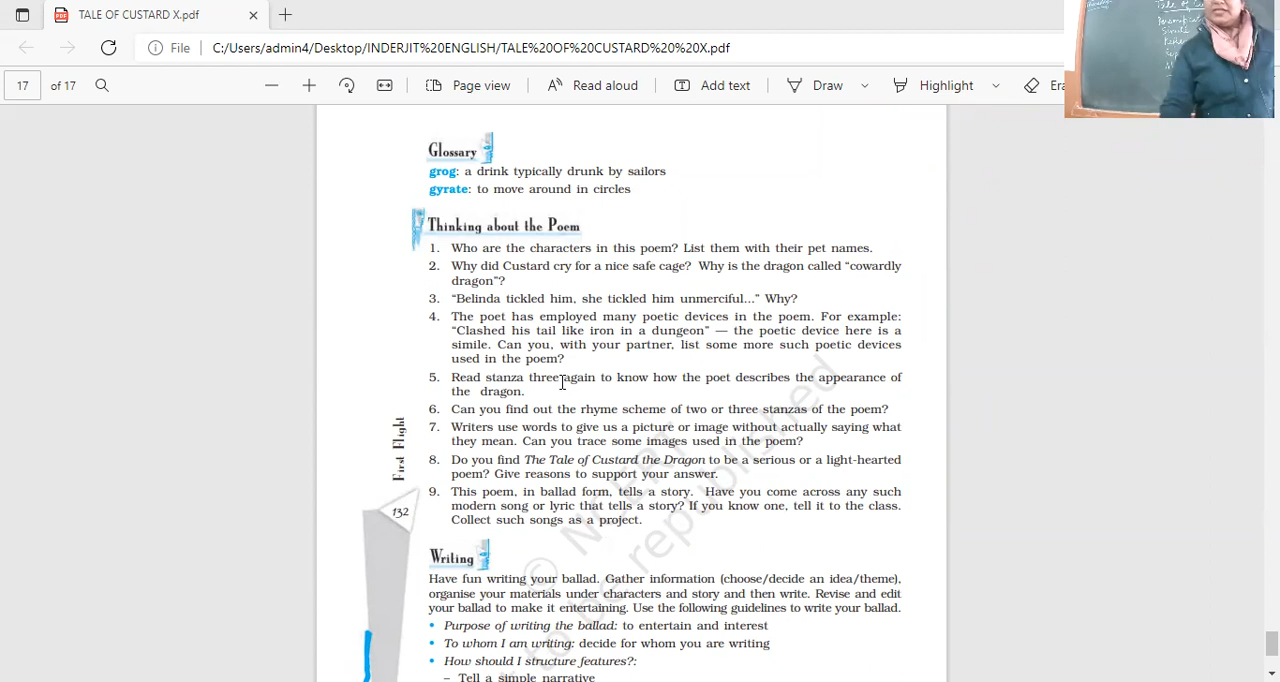 TALE OF CUSTARD X.pdf
File C:/Users/admin4/Desktop/INDERJIT%20ENGLISH/TALE%20OF%20CUSTARD%20%20X.pdf
17 of 17 Page view Read aloud Add text Draw Highlight Era
Glossary
grog: a drink typically drunk by sailors
gyrate: to move around in circles
Thinking about the Poem
1. Who are the characters in this poem? List them with their pet names.
2. Why did Custard cry for a nice safe cage? Why is the dragon called “cowardly
dragon”?
3. “Belinda tickled him, she tickled him unmerciful...” Why?
4. The poet has employed many poetic devices in the poem. For example:
“Clashed his tail like iron in a dungeon” — the poetic device here is a
simile. Can you, with your partner, list some more such poetic devices
used in the poem?
5. Read stanza three again to know how the poet describes the appearance of
the dragon.
6. Can you find out the rhyme scheme of two or three stanzas of the poem?
7. Writers use words to give us a picture or image without actually saying what
they mean. Can you trace some images used in the poem?
8. Do you find The Tale of Custard the Dragon to be a serious or a light-hearted
poem? Give reasons to support your answer.
9. This poem, in ballad form, tells a story. Have you come across any such
modern song or lyric that tells a story? If you know one, tell it to the class.
Collect such songs as a project.
First Flight
132
Writing
Have fun writing your ballad. Gather information (choose/decide an idea/theme),
organise your materials under characters and story and then write. Revise and edit
your ballad to make it entertaining. Use the following guidelines to write your ballad.
• Purpose of writing the ballad: to entertain and interest
• To whom I am writing: decide for whom you are writing
• How should I structure features?:
– Tell a simple narrative
© NCERT
to be republished
Tale of